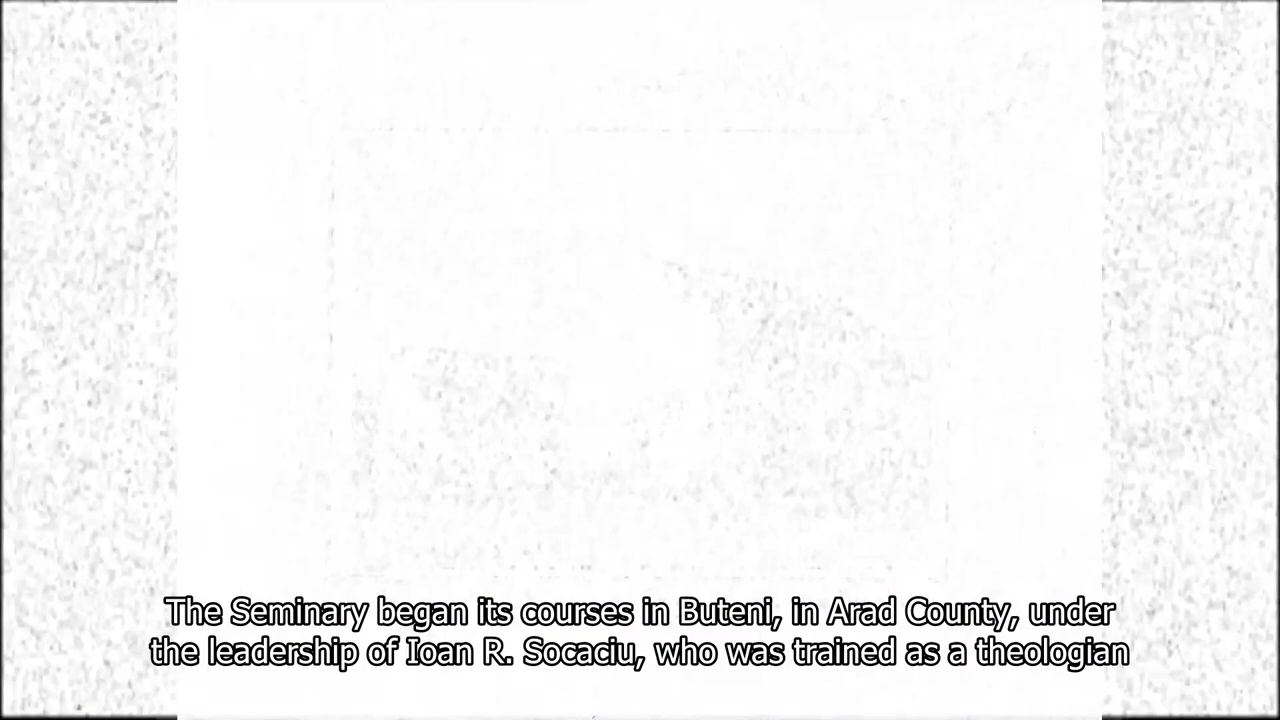 The Seminary began its courses in Buteni, in Arad County, under
the leadership of Ioan R. Socaciu, who was trained as a theologian